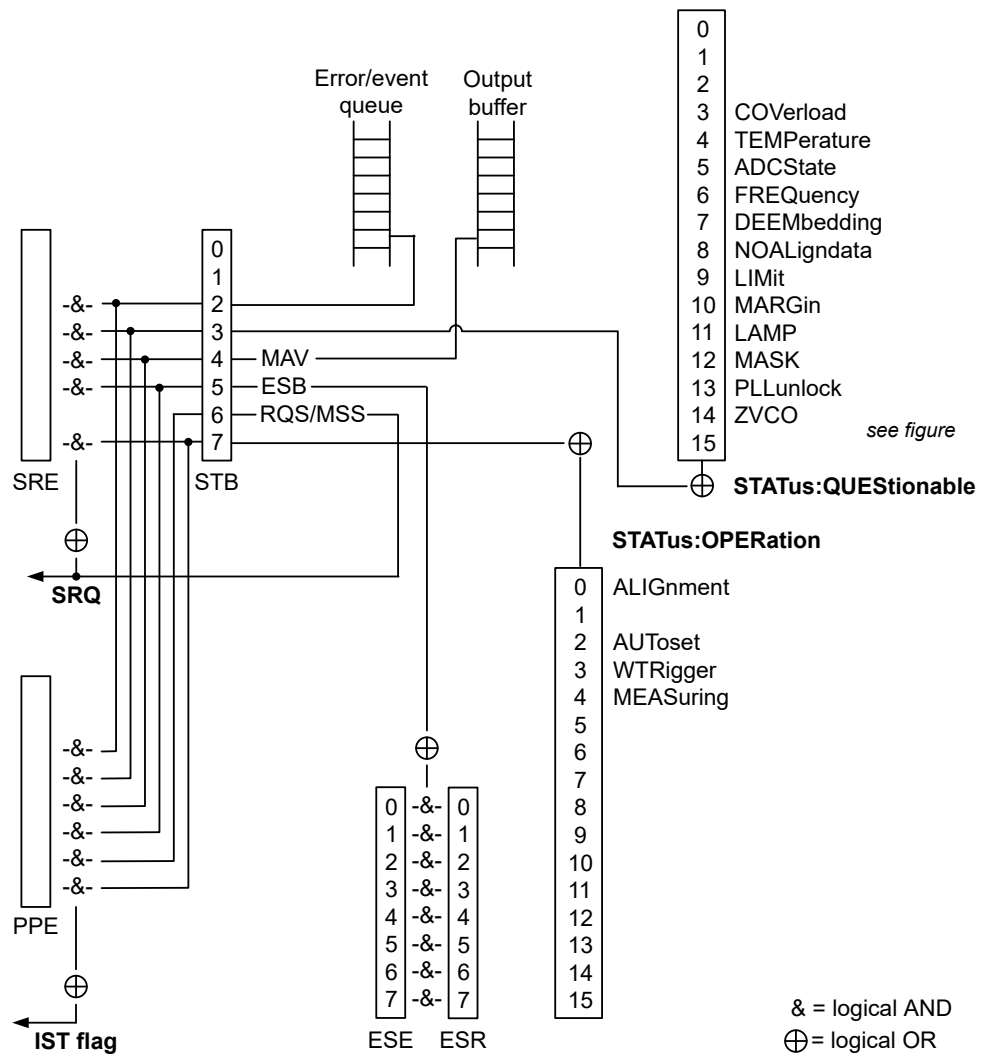 Error/event
queue
Output
buffer
0
1
2
3 COVerload
4 TEMPerature
5 ADCState
6 FREQuency
7 DEEMbedding
8 NOALigndata
9 LIMit
10 MARGin
11 LAMP
12 MASK
13 PLLunlock
14 ZVCO
15
see figure
STATus:QUEStionable
-&-
-&-
-&-
-&-
-&-
SRE
0
1
2
3
4 MAV
5 ESB
6 RQS/MSS
7
STB
SRQ
STATus:OPERation
0 ALIGnment
1
2 AUToset
3 WTRigger
4 MEASuring
5
6
7
8
9
10
11
12
13
14
15
-&-
-&-
-&-
-&-
-&-
-&-
PPE
IST flag
0 -&- 0
1 -&- 1
2 -&- 2
3 -&- 3
4 -&- 4
5 -&- 5
6 -&- 6
7 -&- 7
ESE ESR
& = logical AND
⊕ = logical OR